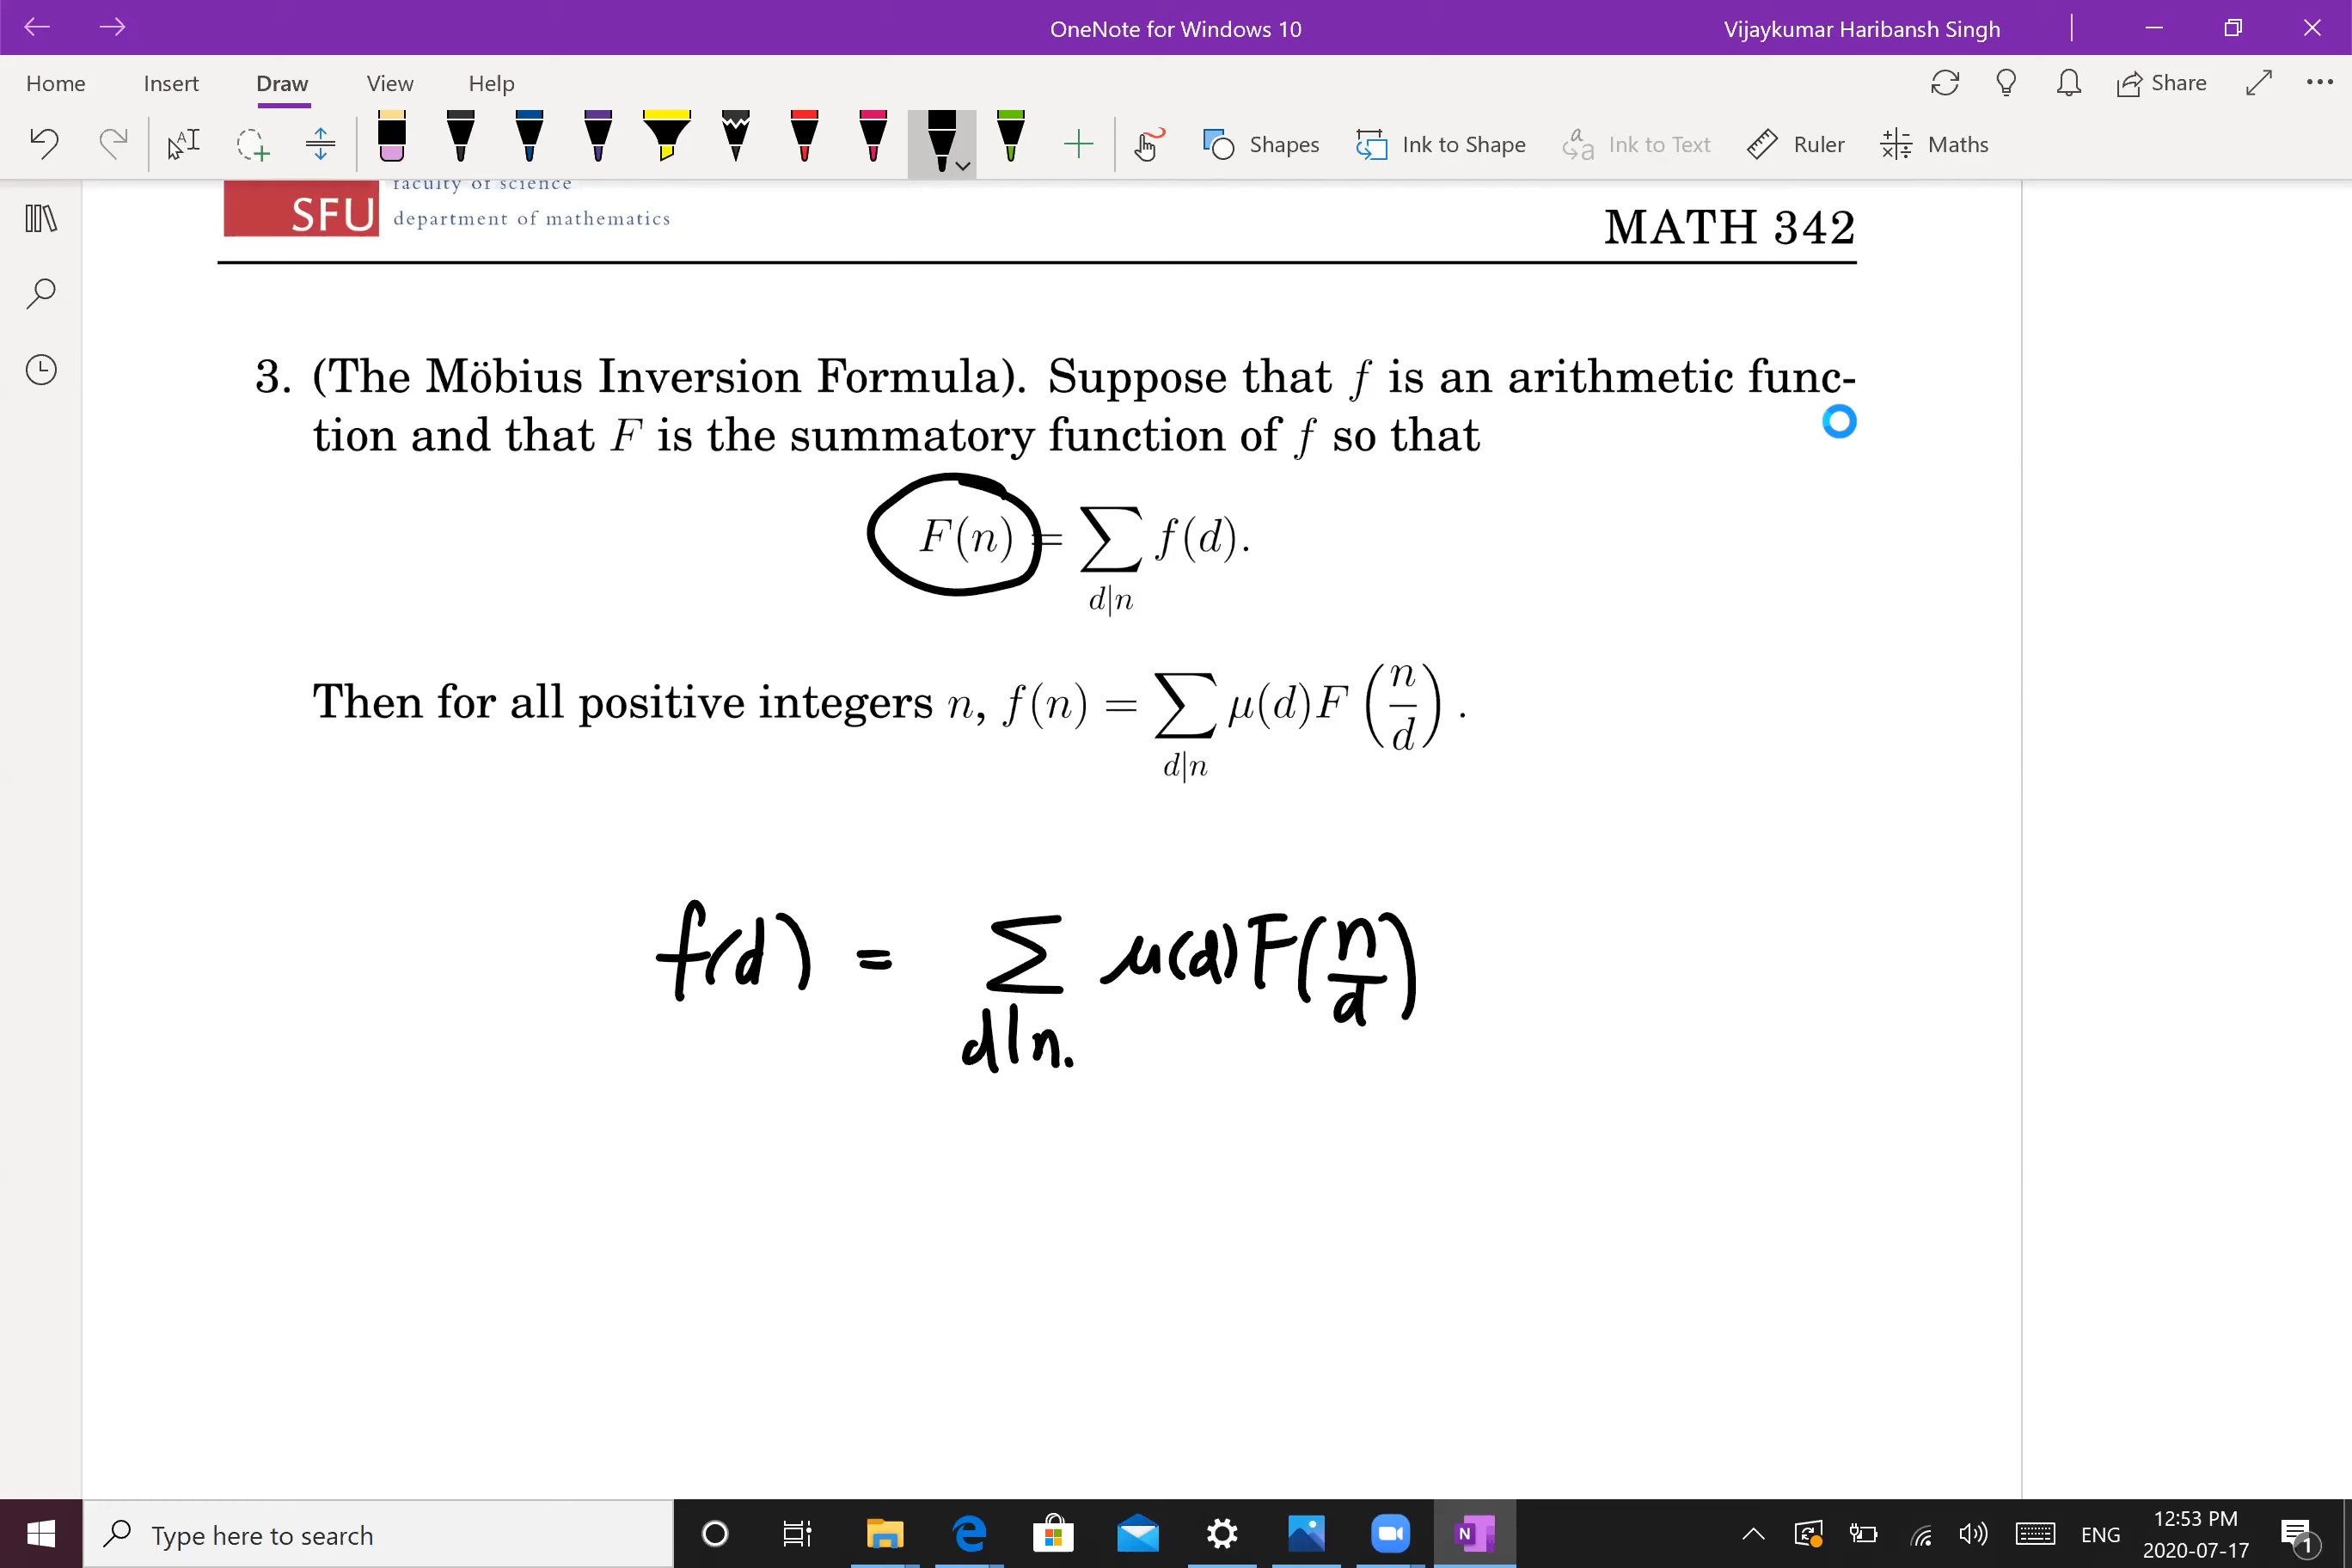 OneNote for Windows 10
Vijaykumar Haribansh Singh
Home Insert Draw View Help
Share
Shapes Ink to Shape Ink to Text Ruler Maths
faculty of science
SFU department of mathematics
MATH 342
3. (The Möbius Inversion Formula). Suppose that f is an arithmetic func-
tion and that F is the summatory function of f so that
F(n) = ∑ f(d).
d|n
Then for all positive integers n, f(n) = ∑ μ(d)F (n/d).
d|n
f(d) = ∑ μ(d) F(n/d)
d|n.
Type here to search
ENG
12:53 PM
2020-07-17
1